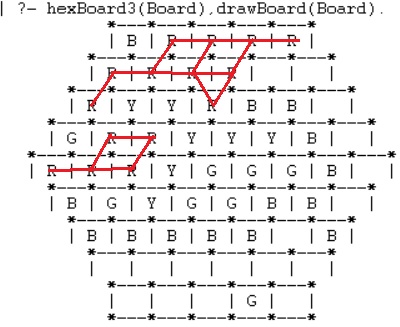 | ?- hexBoard3(Board),drawBoard(Board).
*---*---*---*---*---*
| B | R | R | R | R |
*---*---*---*---*---*---*
| R | R | R | R |   |   |
*---*---*---*---*---*---*---*
| R | Y | Y | R | B | B |   |
*---*---*---*---*---*---*---*---*
| G | R | R | Y | Y | Y | B |   |
*---*---*---*---*---*---*---*---*---*
| R | R | R | Y | G | G | G | B |   |
*---*---*---*---*---*---*---*---*---*
| B | G | Y | G | G | B | B |   |
*---*---*---*---*---*---*---*---*
| B | B | B | B | B |   | B |
*---*---*---*---*---*---*---*
|   |   |   |   |   |   |
*---*---*---*---*---*---*
|   |   |   | G |   |
*---*---*---*---*---*